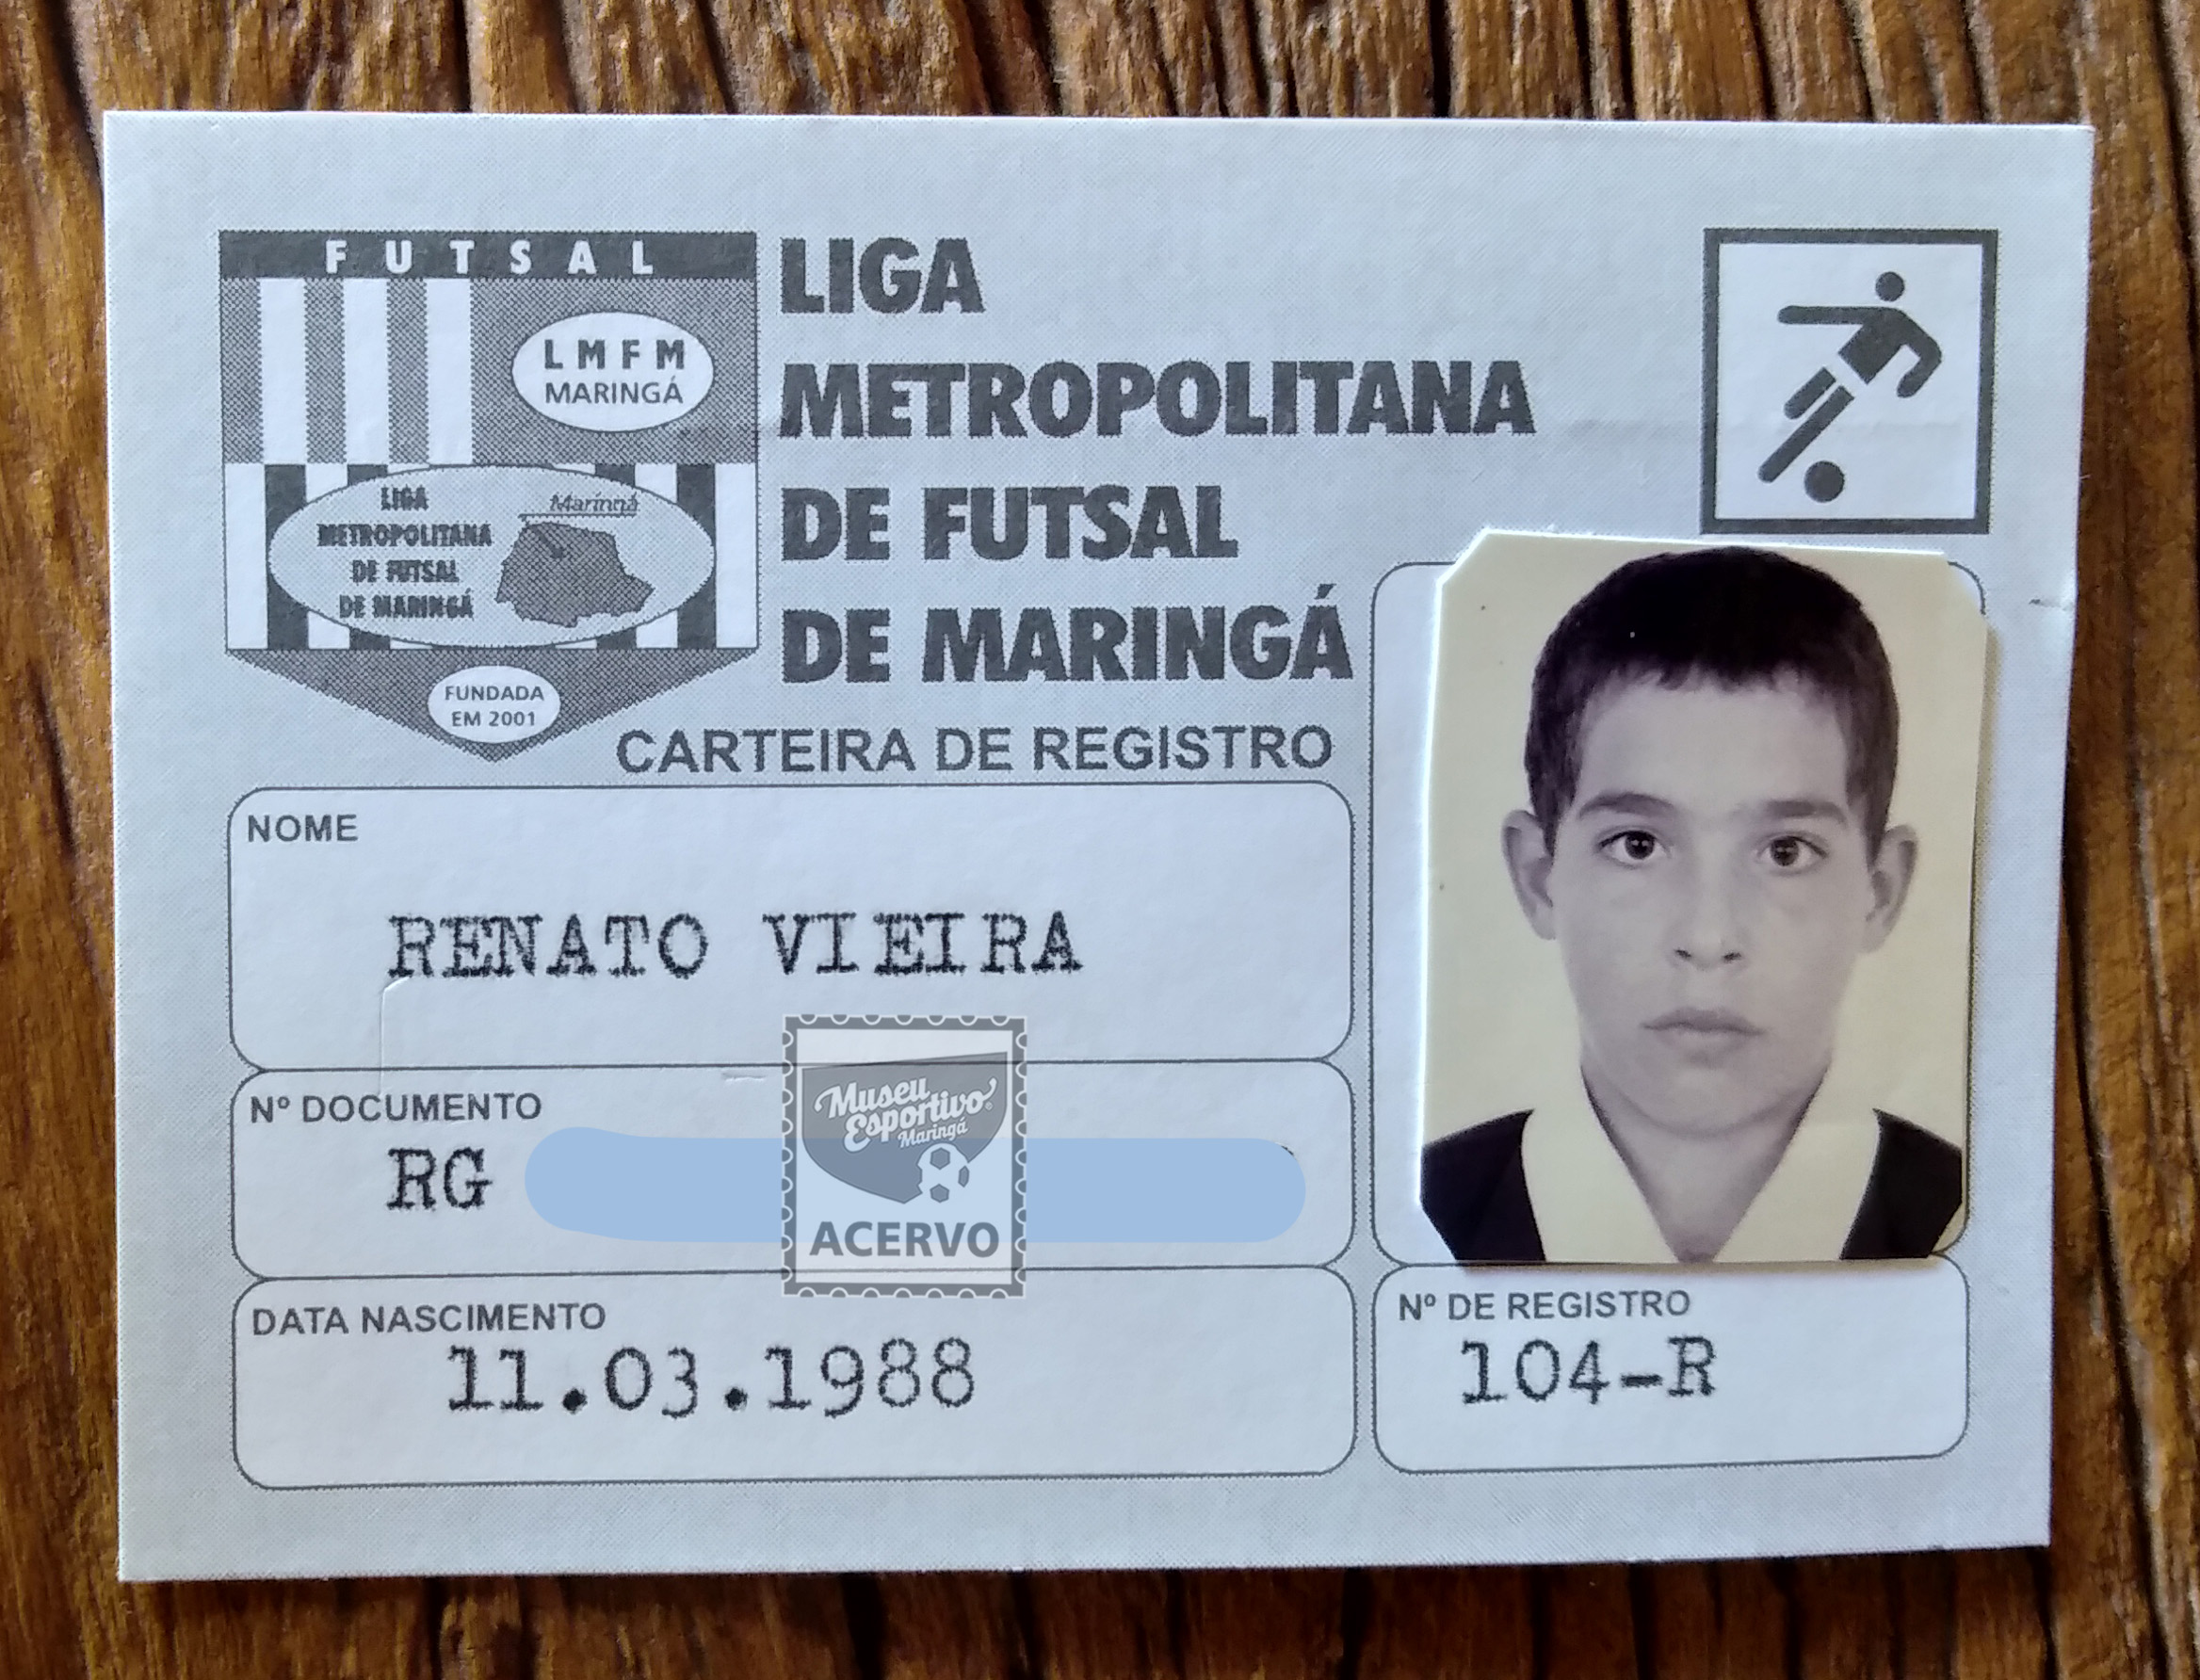 FUTSAL
LMFM
MARINGÁ
LIGA
METROPOLITANA
DE FUTSAL
DE MARINGÁ
Maringá
FUNDADA
EM 2001
LIGA
METROPOLITANA
DE FUTSAL
DE MARINGÁ
CARTEIRA DE REGISTRO
NOME
RENATO VIEIRA
Nº DOCUMENTO
RG
Museu
Esportivo
Maringá
ACERVO
DATA NASCIMENTO
11.03.1988
Nº DE REGISTRO
104-R